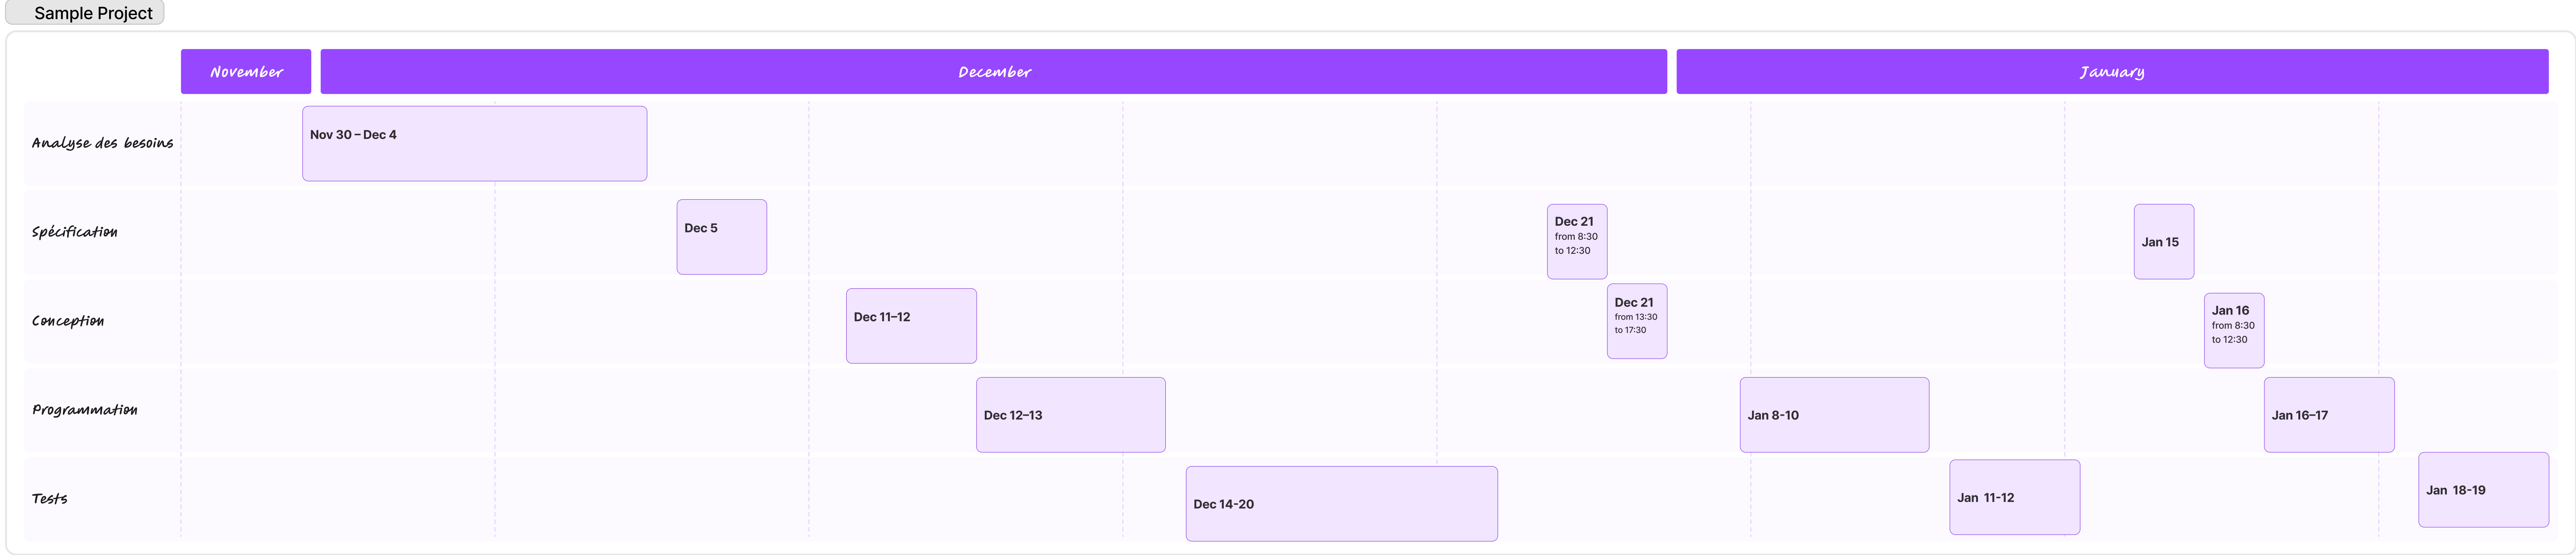 Sample Project
November
December
January
Analyse des besoins
Nov 30 – Dec 4
Spécification
Dec 5
Dec 21
from 8:30
to 12:30
Jan 15
Conception
Dec 11–12
Dec 21
from 13:30
to 17:30
Jan 16
from 8:30
to 12:30
Programmation
Dec 12–13
Jan 8-10
Jan 16–17
Tests
Dec 14-20
Jan 11-12
Jan 18-19